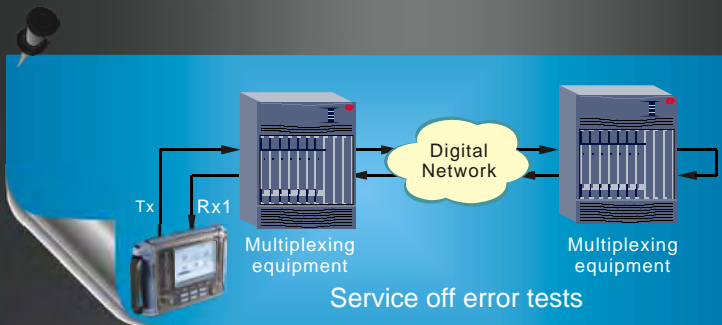 Digital
Network
Tx
Rx1
Multiplexing
equipment
Multiplexing
equipment
Service off error tests